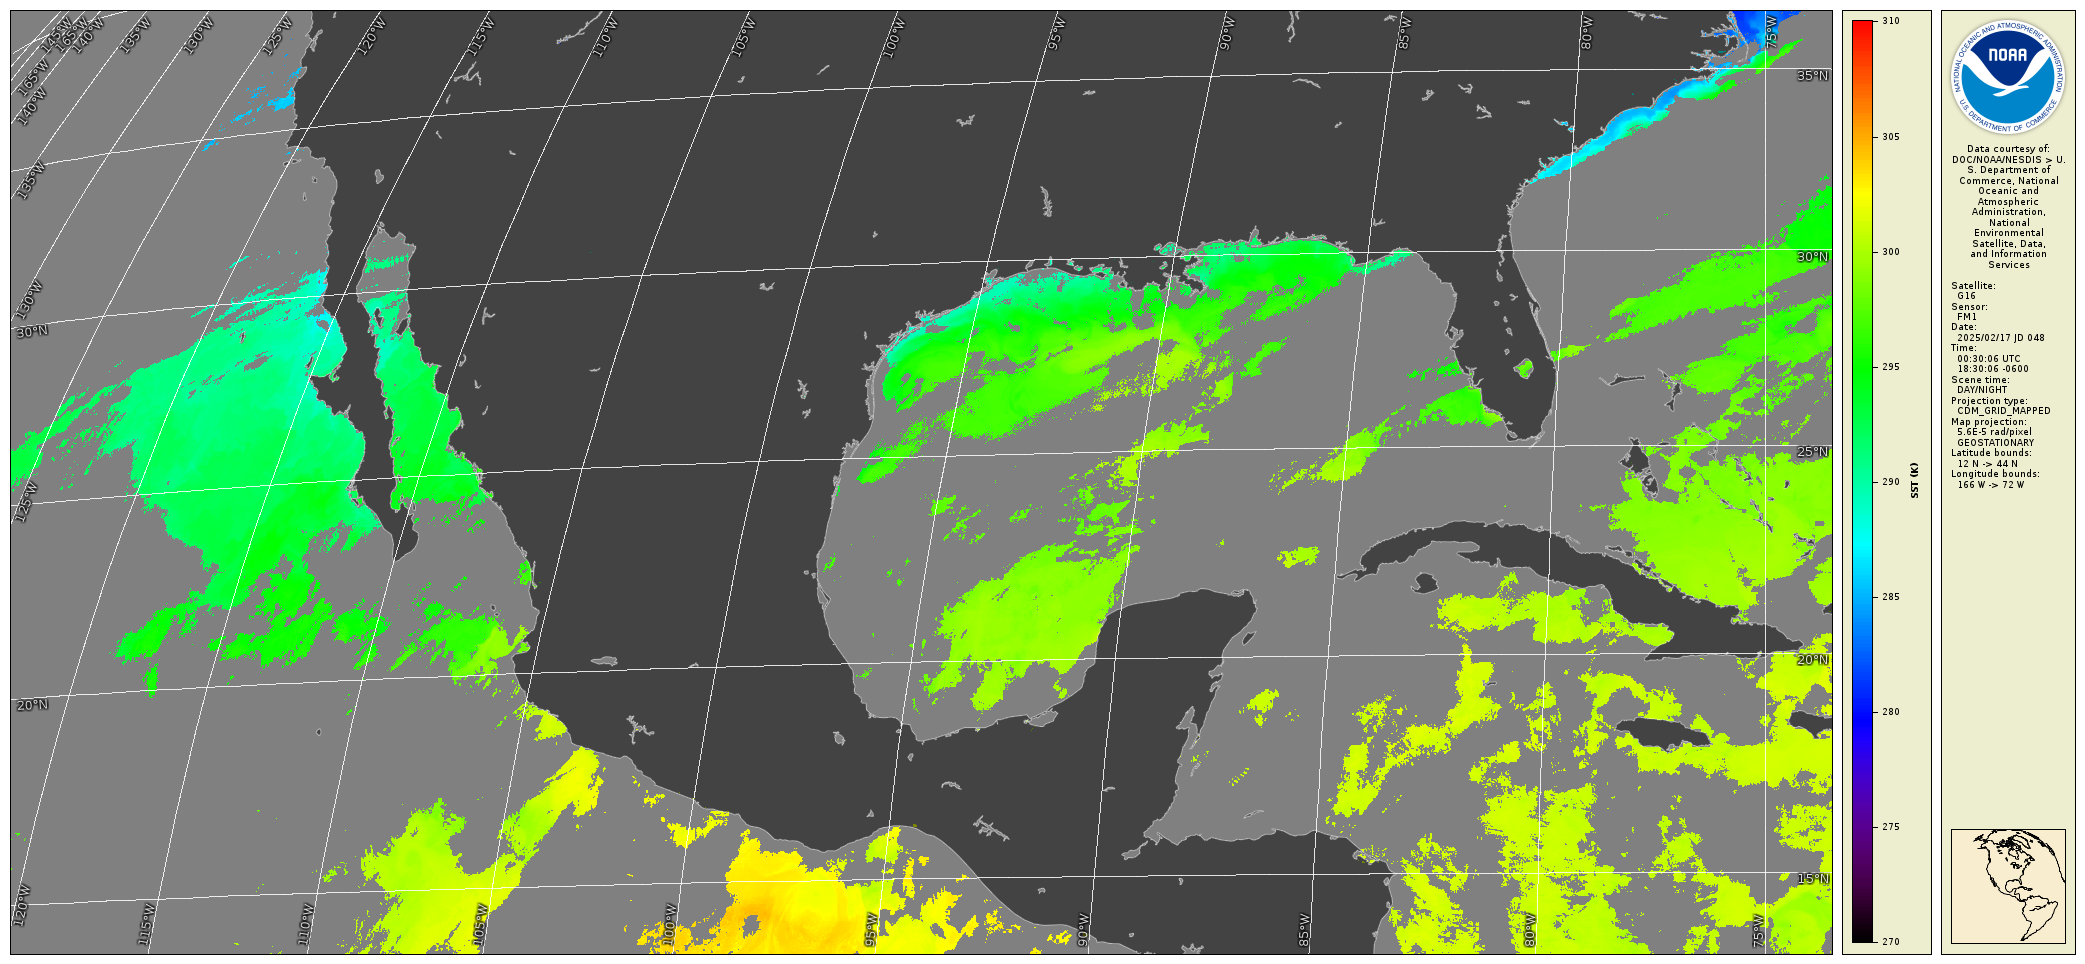 145°W
165°W
140°W
135°W
130°W
125°W
120°W
115°W
110°W
105°W
100°W
95°W
90°W
85°W
80°W
75°W
165°W
140°W
135°W
130°W
125°W
120°W
115°W
110°W
105°W
100°W
95°W
90°W
85°W
80°W
75°W
30°N
25°N
20°N
35°N
30°N
25°N
20°N
15°N
310
305
300
295
290
285
280
275
270
SST (K)
NATIONAL OCEANIC AND ATMOSPHERIC ADMINISTRATION
NOAA
U.S. DEPARTMENT OF COMMERCE
Data courtesy of:
DOC/NOAA/NESDIS > U.
S. Department of
Commerce, National
Oceanic and
Atmospheric
Administration,
National
Environmental
Satellite, Data,
and Information
Services
Satellite:
G16
Sensor:
FM1
Date:
2025/02/17 JD 048
Time:
00:30:06 UTC
18:30:06 -0600
Scene time:
DAY/NIGHT
Projection type:
CDM_GRID_MAPPED
Map projection:
5.6E-5 rad/pixel
GEOSTATIONARY
Latitude bounds:
12 N -> 44 N
Longitude bounds:
166 W -> 72 W